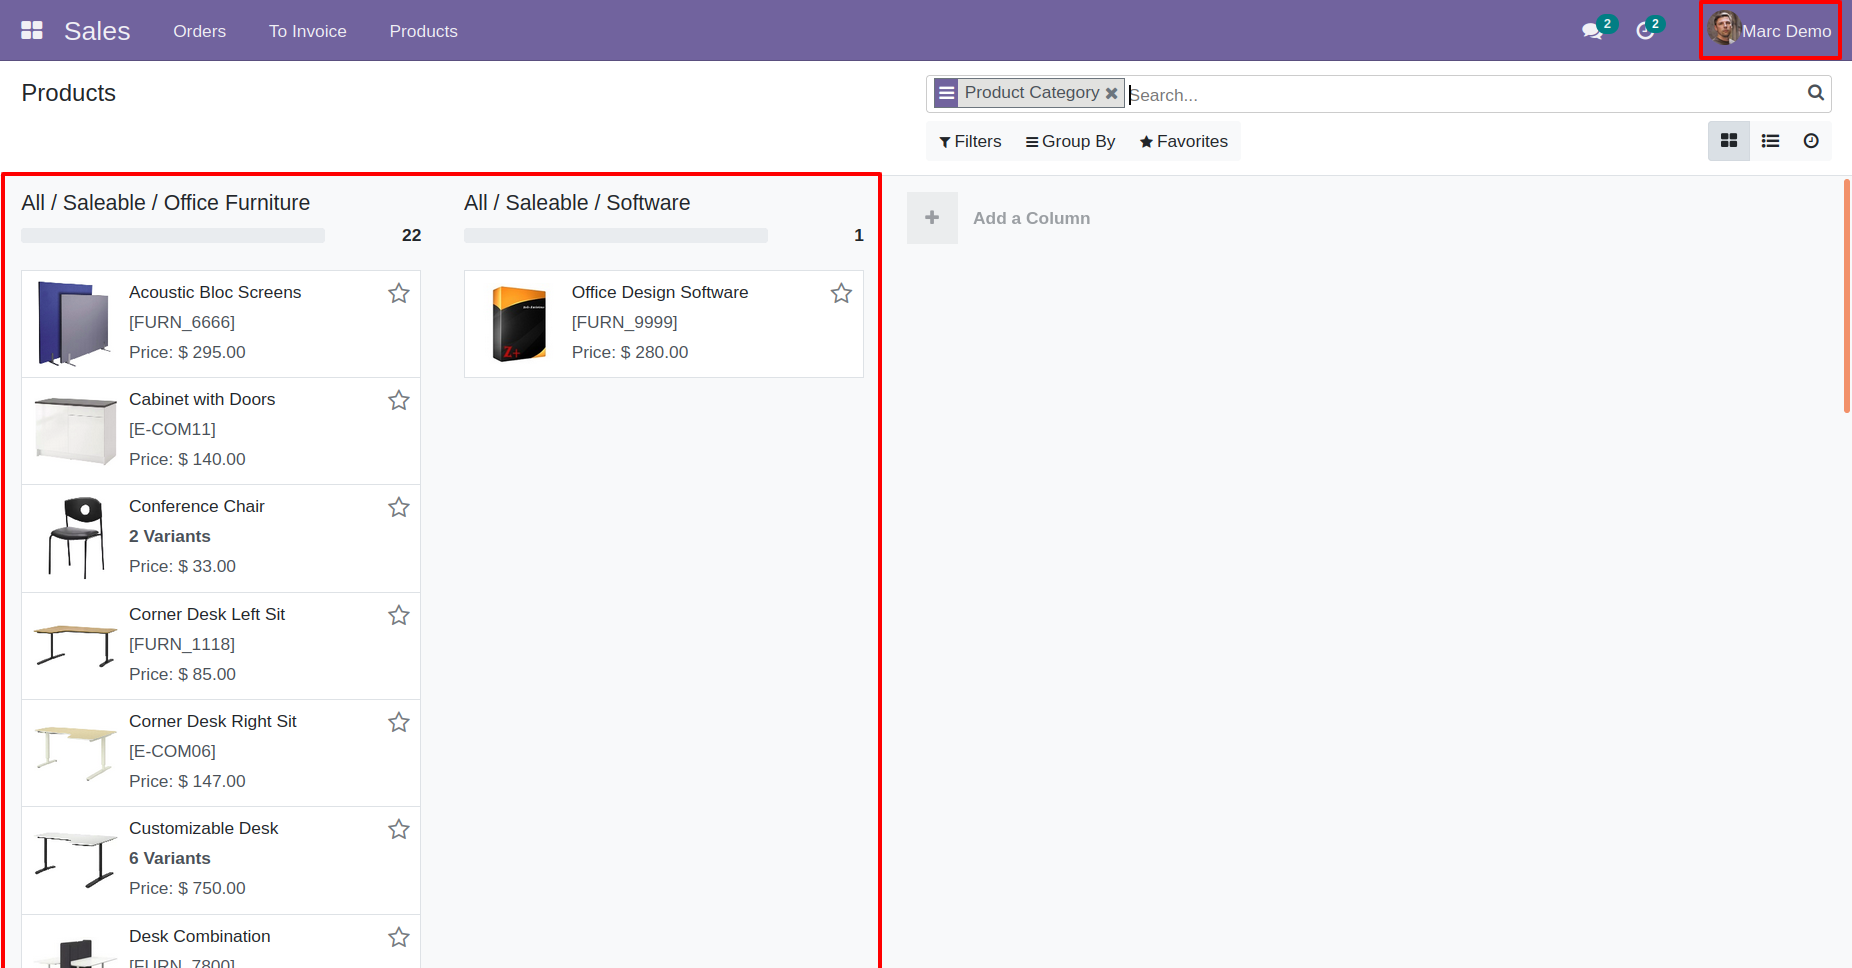 Sales
Orders
To Invoice
Products
2
2
Marc Demo
Products
Product Category
Search...
Filters
Group By
Favorites
All / Saleable / Office Furniture
22
All / Saleable / Software
1
Add a Column
Acoustic Bloc Screens
[FURN_6666]
Price: $ 295.00
Office Design Software
[FURN_9999]
Price: $ 280.00
Z+
Cabinet with Doors
[E-COM11]
Price: $ 140.00
Conference Chair
2 Variants
Price: $ 33.00
Corner Desk Left Sit
[FURN_1118]
Price: $ 85.00
Corner Desk Right Sit
[E-COM06]
Price: $ 147.00
Customizable Desk
6 Variants
Price: $ 750.00
Desk Combination
[FURN_7800]